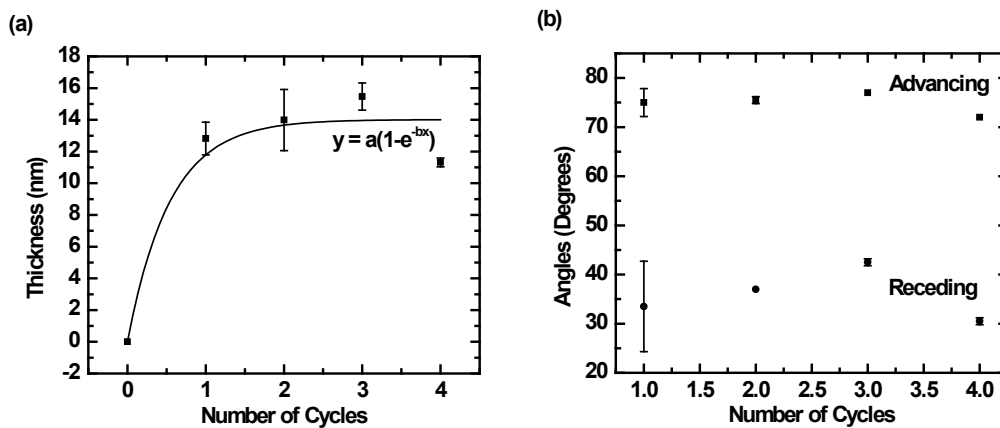 (a)
18
16
14
12
10
8
6
4
2
0
-2
Thickness (nm)
y = a(1-e^-bx)
0 1 2 3 4
Number of Cycles
(b)
80
70
60
50
40
30
20
Angles (Degrees)
Advancing
Receding
1.0 1.5 2.0 2.5 3.0 3.5 4.0
Number of Cycles